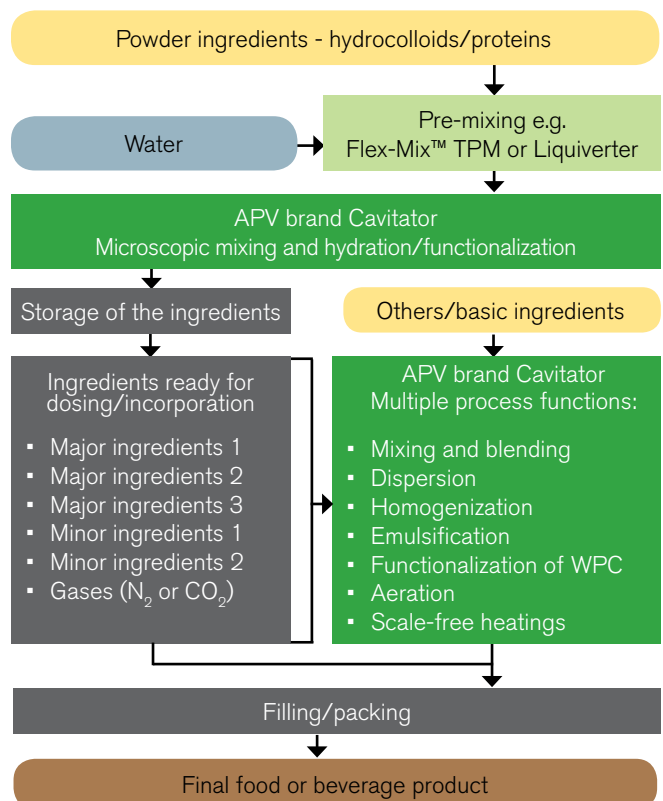 Powder ingredients - hydrocolloids/proteins
Water
Pre-mixing e.g.
Flex-Mix™ TPM or Liquiverter
APV brand Cavitator
Microscopic mixing and hydration/functionalization
Storage of the ingredients
Others/basic ingredients
Ingredients ready for
dosing/incorporation
▪ Major ingredients 1
▪ Major ingredients 2
▪ Major ingredients 3
▪ Minor ingredients 1
▪ Minor ingredients 2
▪ Gases (N₂ or CO₂)
APV brand Cavitator
Multiple process functions:
▪ Mixing and blending
▪ Dispersion
▪ Homogenization
▪ Emulsification
▪ Functionalization of WPC
▪ Aeration
▪ Scale-free heatings
Filling/packing
Final food or beverage product